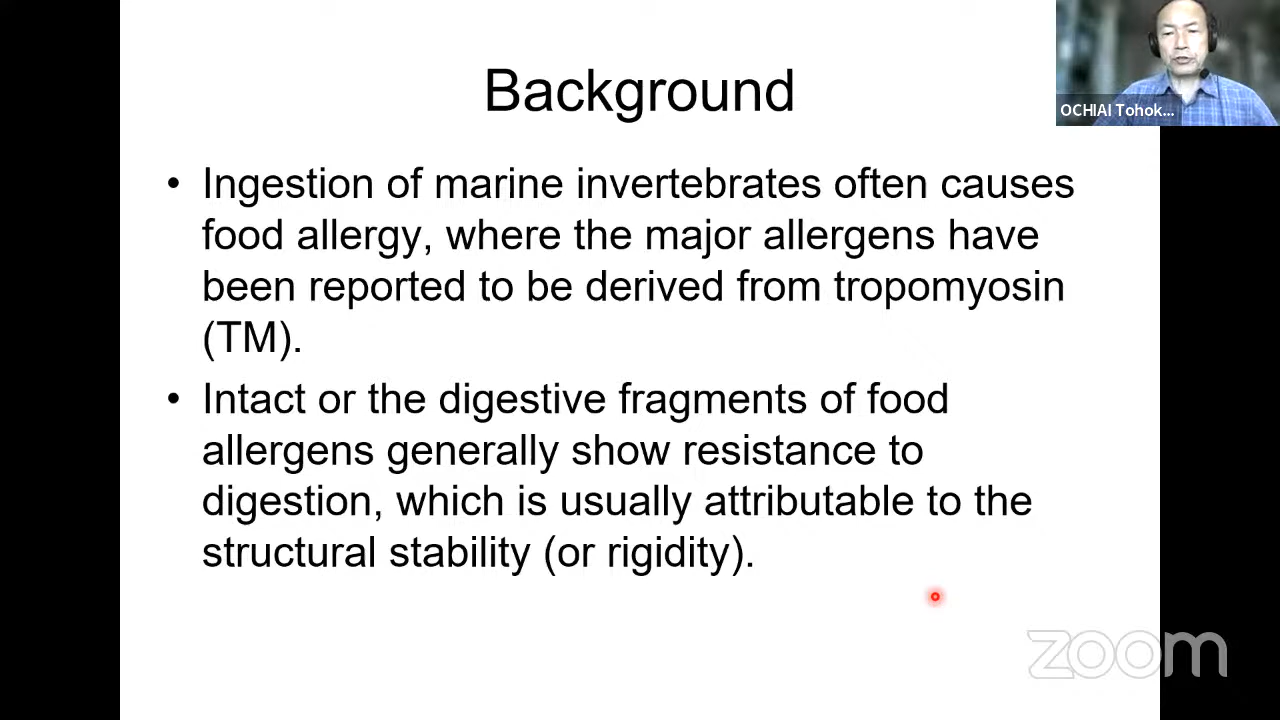 Background
OCHIAI Tohok...
• Ingestion of marine invertebrates often causes
food allergy, where the major allergens have
been reported to be derived from tropomyosin
(TM).
• Intact or the digestive fragments of food
allergens generally show resistance to
digestion, which is usually attributable to the
structural stability (or rigidity).
zoom